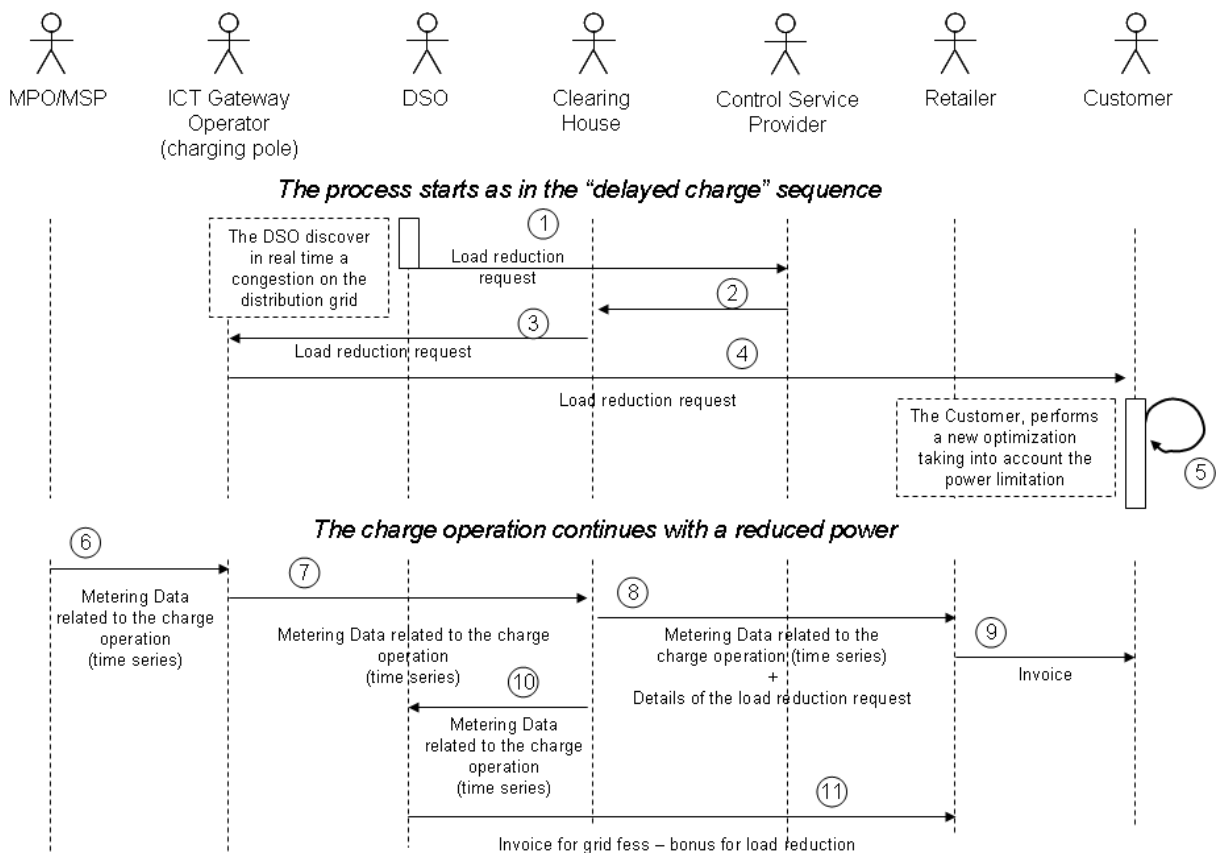 MPO/MSP
ICT Gateway
Operator
(charging pole)
DSO
Clearing
House
Control Service
Provider
Retailer
Customer
The process starts as in the “delayed charge” sequence
The DSO discover
in real time a
congestion on the
distribution grid
1
Load reduction
request
2
3
Load reduction request
4
Load reduction request
The Customer, performs
a new optimization
taking into account the
power limitation
5
The charge operation continues with a reduced power
6
Metering Data
related to the charge
operation
(time series)
7
Metering Data related to the charge
operation
(time series)
8
Metering Data related to the
charge operation (time series)
+
Details of the load reduction request
9
Invoice
10
Metering Data
related to the charge
operation
(time series)
11
Invoice for grid fess – bonus for load reduction